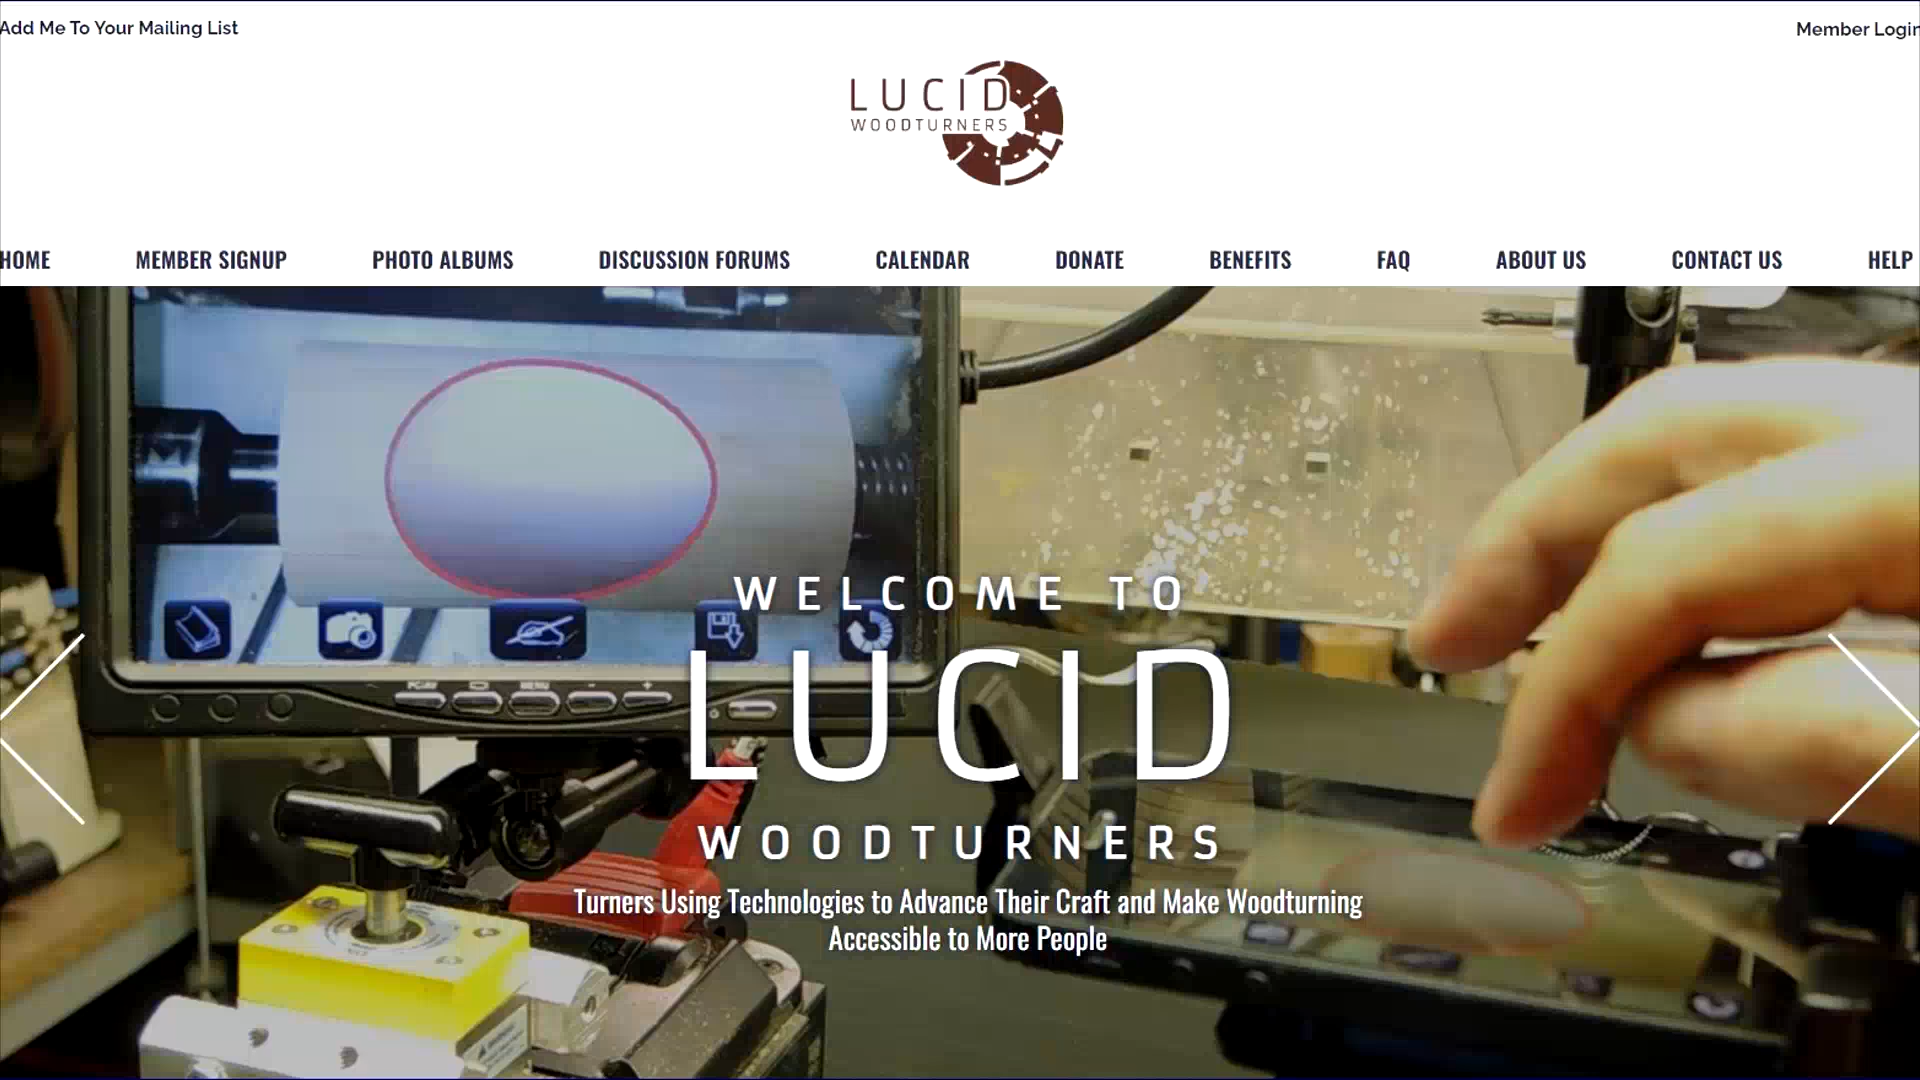 Add Me To Your Mailing List
Member Login
LUCID
WOODTURNERS
HOME MEMBER SIGNUP PHOTO ALBUMS DISCUSSION FORUMS CALENDAR DONATE BENEFITS FAQ ABOUT US CONTACT US HELP
MENU - +
WELCOME TO
LUCID
WOODTURNERS
Turners Using Technologies to Advance Their Craft and Make Woodturning
Accessible to More People